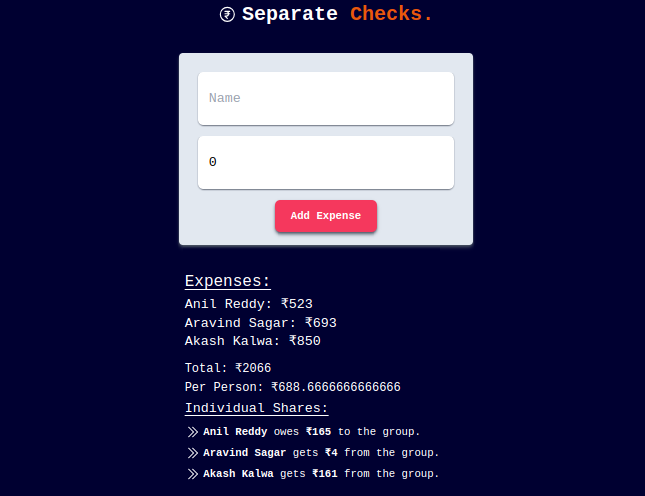 Separate Checks.
Name
0
Add Expense
Expenses:
Anil Reddy: ₹523
Aravind Sagar: ₹693
Akash Kalwa: ₹850
Total: ₹2066
Per Person: ₹688.6666666666666
Individual Shares:
Anil Reddy owes ₹165 to the group.
Aravind Sagar gets ₹4 from the group.
Akash Kalwa gets ₹161 from the group.